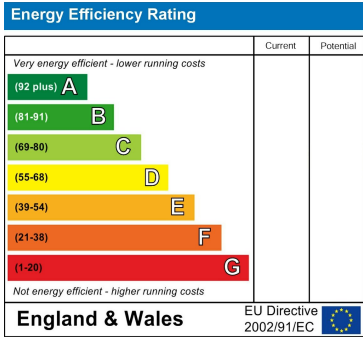 Energy Efficiency Rating
Current Potential
Very energy efficient - lower running costs
(92 plus) A
(81-91) B
(69-80) C
(55-68) D
(39-54) E
(21-38) F
(1-20) G
Not energy efficient - higher running costs
England & Wales
EU Directive
2002/91/EC